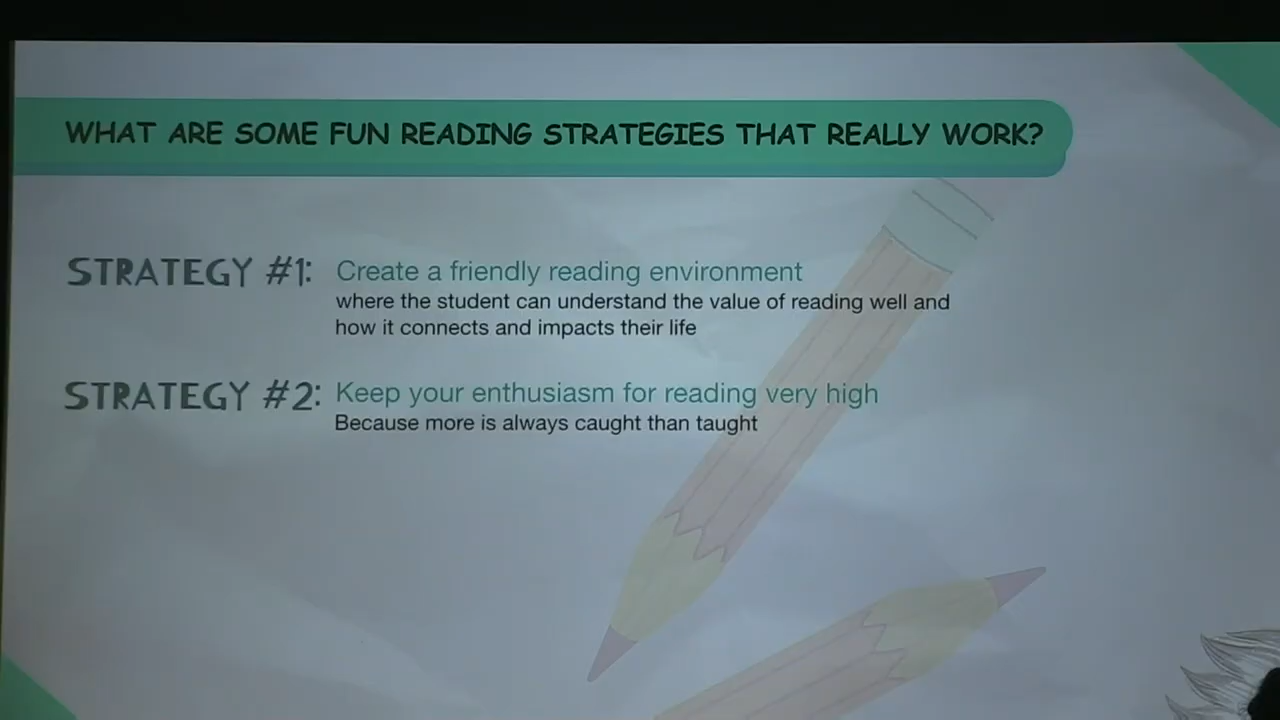 WHAT ARE SOME FUN READING STRATEGIES THAT REALLY WORK?
STRATEGY #1: Create a friendly reading environment
where the student can understand the value of reading well and
how it connects and impacts their life
STRATEGY #2: Keep your enthusiasm for reading very high
Because more is always caught than taught